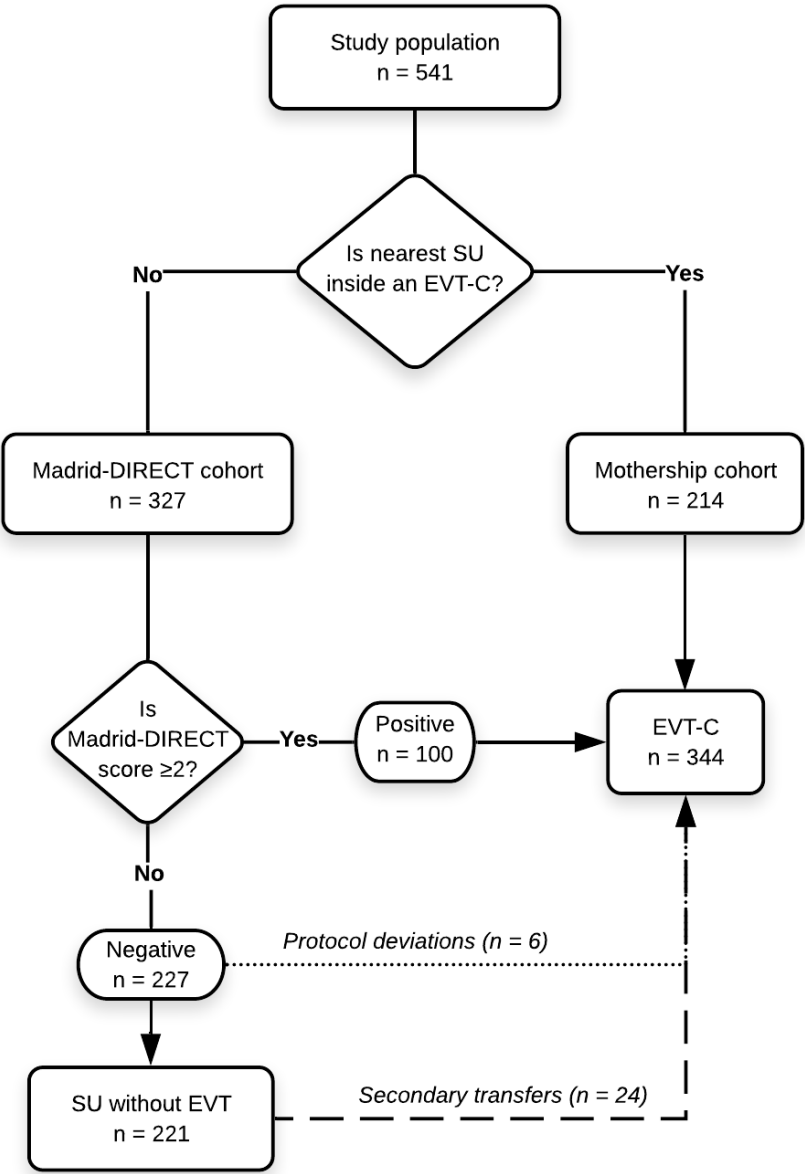 Study population
n = 541
Is nearest SU
inside an EVT-C?
No
Yes
Madrid-DIRECT cohort
n = 327
Mothership cohort
n = 214
Is
Madrid-DIRECT
score ≥2?
Yes
Positive
n = 100
EVT-C
n = 344
No
Negative
n = 227
Protocol deviations (n = 6)
SU without EVT
n = 221
Secondary transfers (n = 24)